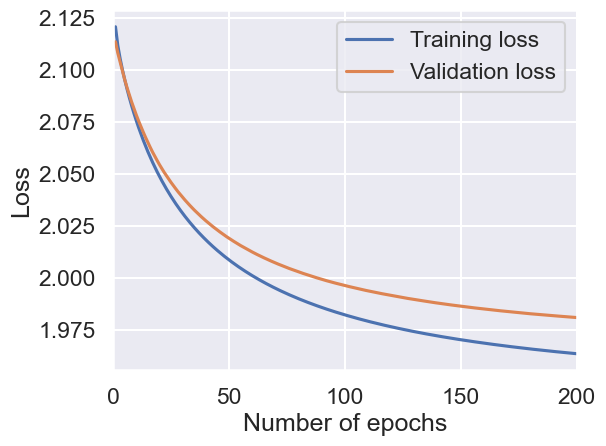 2.125
2.100
2.075
2.050
2.025
2.000
1.975
Loss
Training loss
Validation loss
0 50 100 150 200
Number of epochs